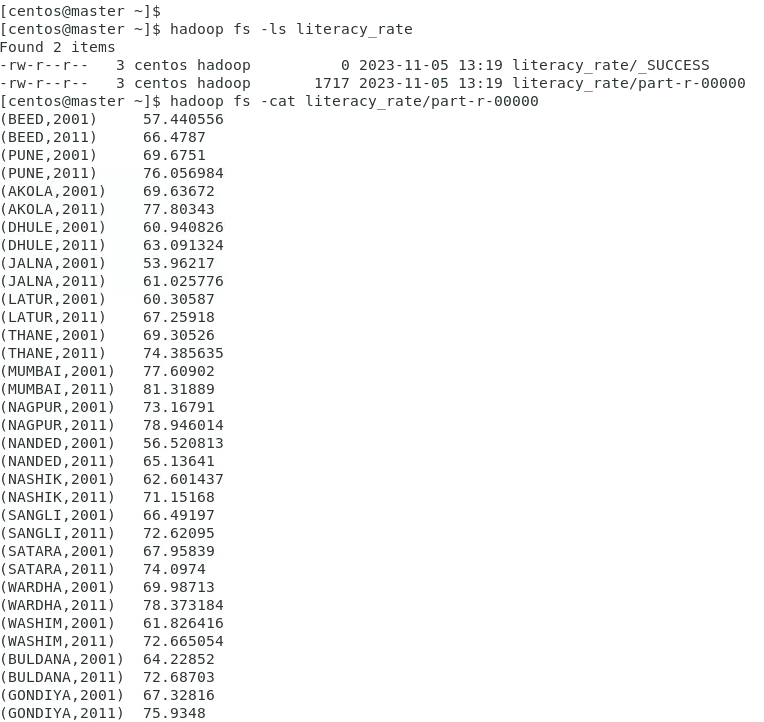 [centos@master ~]$
[centos@master ~]$ hadoop fs -ls literacy_rate
Found 2 items
-rw-r--r--   3 centos hadoop          0 2023-11-05 13:19 literacy_rate/_SUCCESS
-rw-r--r--   3 centos hadoop       1717 2023-11-05 13:19 literacy_rate/part-r-00000
[centos@master ~]$ hadoop fs -cat literacy_rate/part-r-00000
(BEED,2001)     57.440556
(BEED,2011)     66.4787
(PUNE,2001)     69.6751
(PUNE,2011)     76.056984
(AKOLA,2001)    69.63672
(AKOLA,2011)    77.80343
(DHULE,2001)    60.940826
(DHULE,2011)    63.091324
(JALNA,2001)    53.96217
(JALNA,2011)    61.025776
(LATUR,2001)    60.30587
(LATUR,2011)    67.25918
(THANE,2001)    69.30526
(THANE,2011)    74.385635
(MUMBAI,2001)   77.60902
(MUMBAI,2011)   81.31889
(NAGPUR,2001)   73.16791
(NAGPUR,2011)   78.946014
(NANDED,2001)   56.520813
(NANDED,2011)   65.13641
(NASHIK,2001)   62.601437
(NASHIK,2011)   71.15168
(SANGLI,2001)   66.49197
(SANGLI,2011)   72.62095
(SATARA,2001)   67.95839
(SATARA,2011)   74.0974
(WARDHA,2001)   69.98713
(WARDHA,2011)   78.373184
(WASHIM,2001)   61.826416
(WASHIM,2011)   72.665054
(BULDANA,2001)  64.22852
(BULDANA,2011)  72.68703
(GONDIYA,2001)  67.32816
(GONDIYA,2011)  75.9348